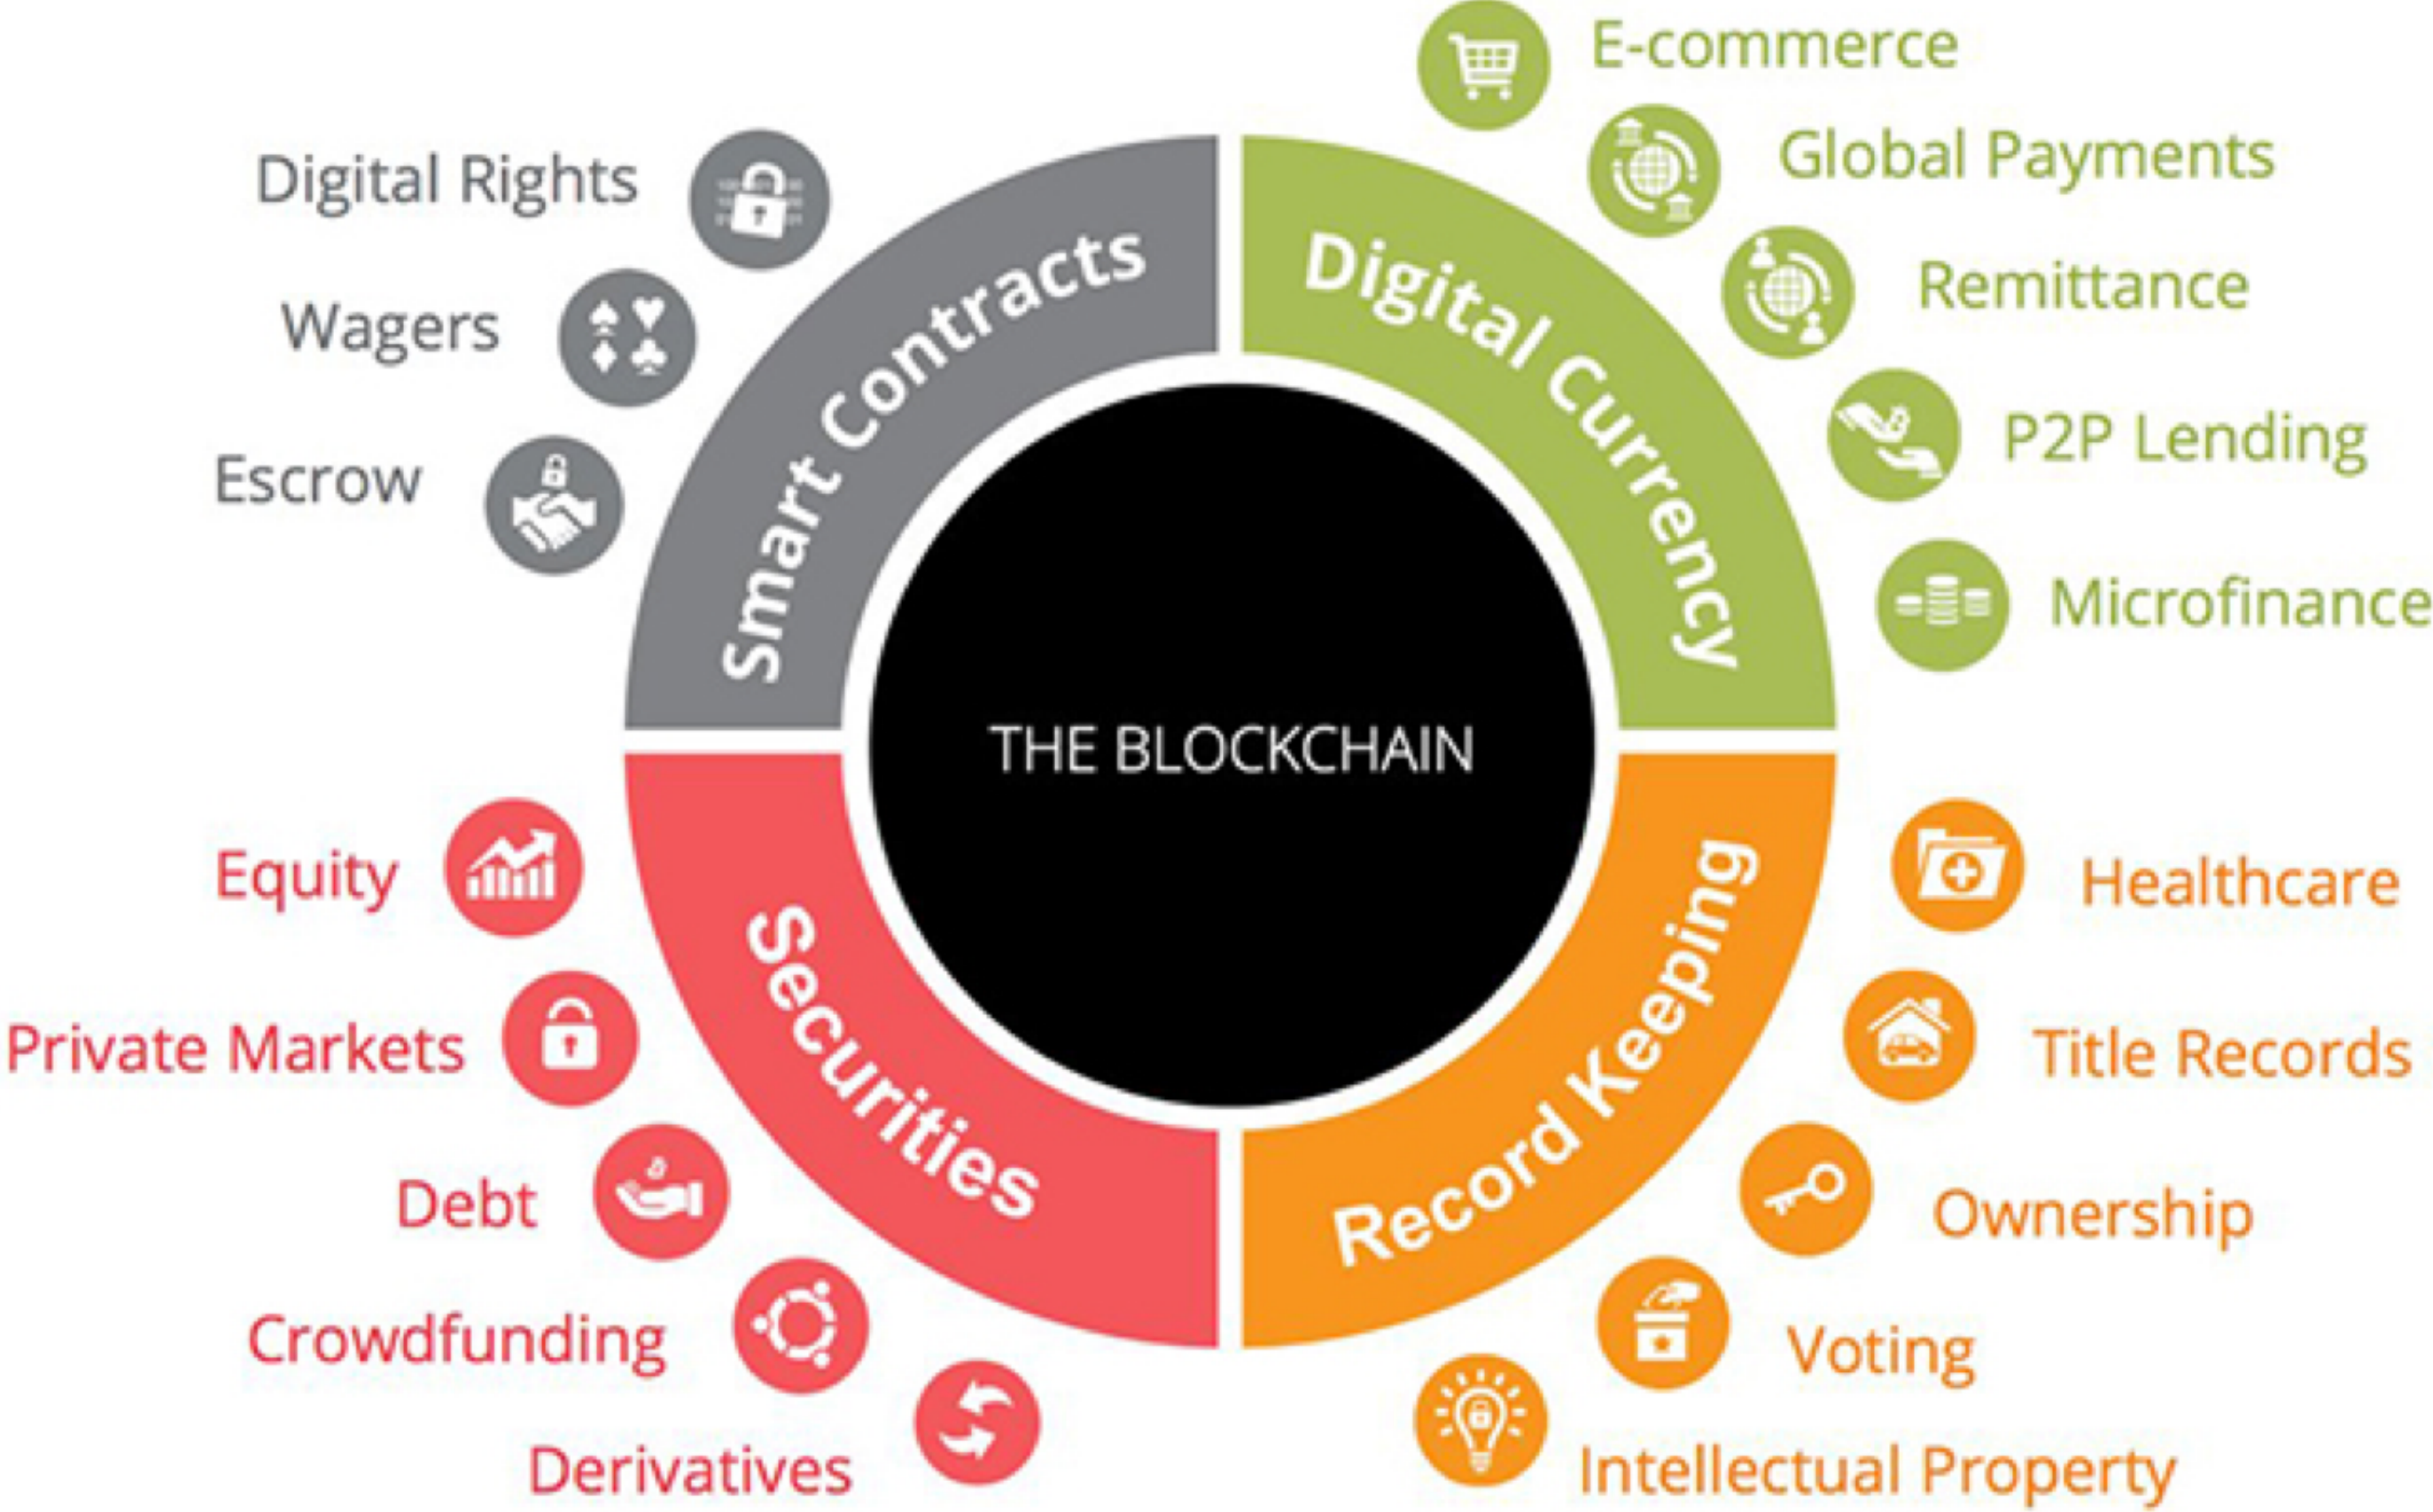 E-commerce
Global Payments
Remittance
P2P Lending
Microfinance
Digital Currency
Digital Rights
Wagers
Escrow
Smart Contracts
THE BLOCKCHAIN
Equity
Private Markets
Debt
Crowdfunding
Derivatives
Securities
Healthcare
Title Records
Ownership
Voting
Intellectual Property
Record Keeping